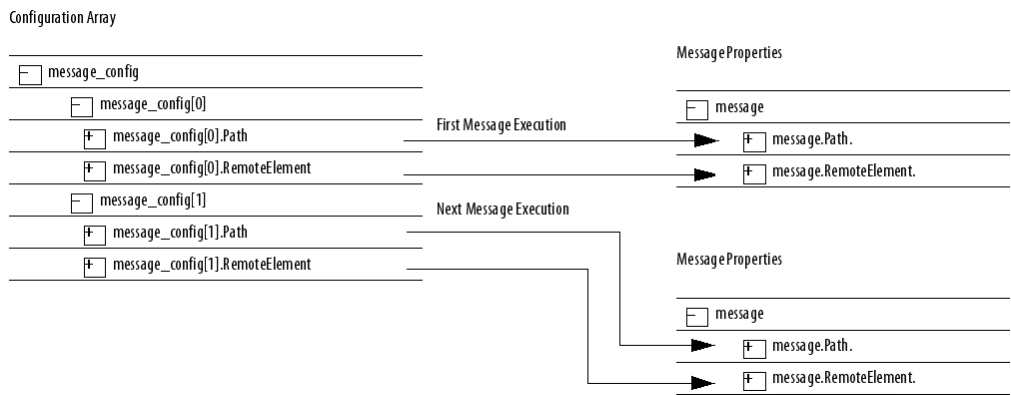 Configuration Array
message_config
message_config[0]
message_config[0].Path
message_config[0].RemoteElement
message_config[1]
message_config[1].Path
message_config[1].RemoteElement
First Message Execution
Next Message Execution
Message Properties
message
message.Path.
message.RemoteElement.
Message Properties
message
message.Path.
message.RemoteElement.